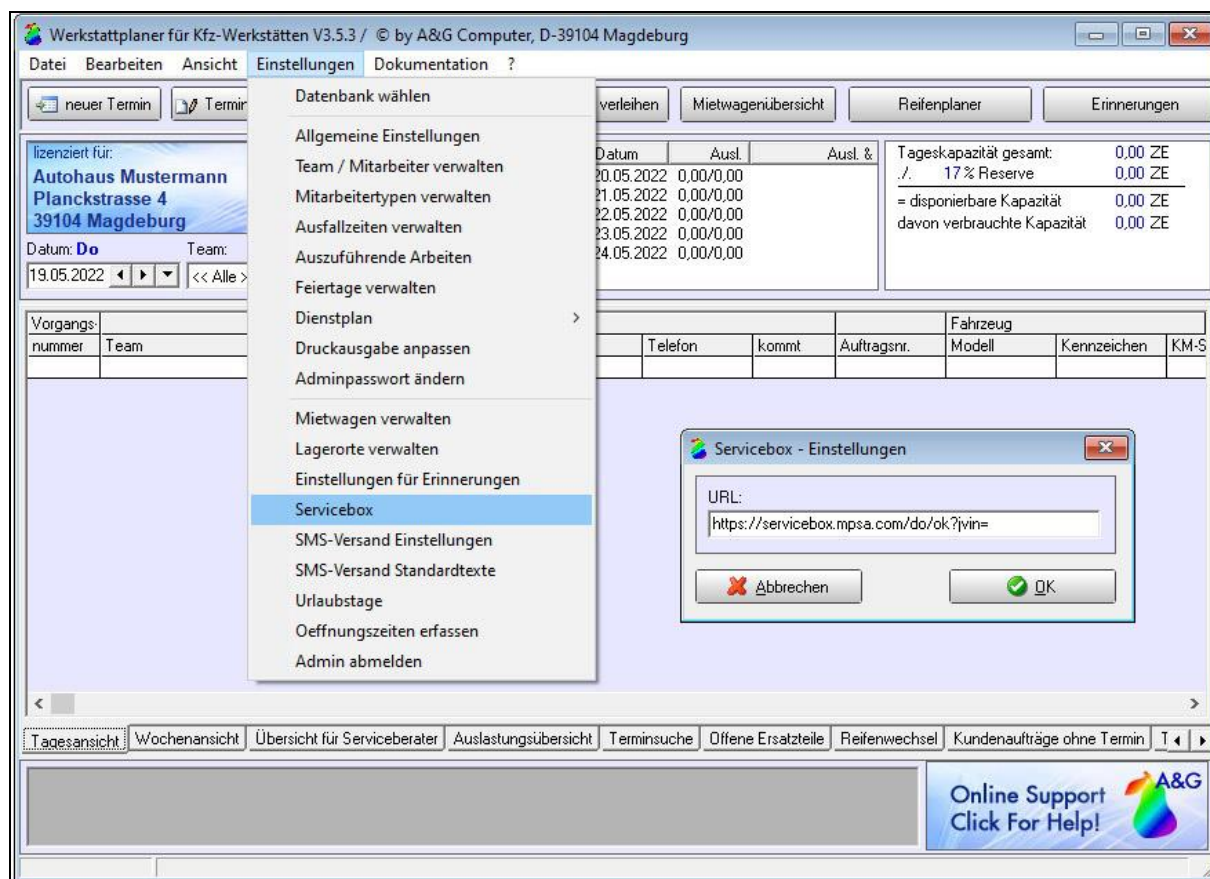 Werkstattplaner für Kfz-Werkstätten V3.5.3 / © by A&G Computer, D-39104 Magdeburg
Datei Bearbeiten Ansicht Einstellungen Dokumentation ?
neuer Termin Termin verleihen Mietwagenübersicht Reifenplaner Erinnerungen
Datenbank wählen
Allgemeine Einstellungen
Team / Mitarbeiter verwalten
Mitarbeitertypen verwalten
Ausfallzeiten verwalten
Auszuführende Arbeiten
Feiertage verwalten
Dienstplan
Druckausgabe anpassen
Adminpasswort ändern
Mietwagen verwalten
Lagerorte verwalten
Einstellungen für Erinnerungen
Servicebox
SMS-Versand Einstellungen
SMS-Versand Standardtexte
Urlaubstage
Oeffnungszeiten erfassen
Admin abmelden
lizenziert für:
Autohaus Mustermann
Planckstrasse 4
39104 Magdeburg
Datum: Do Team:
19.05.2022 << Alle >
Datum Ausl. Ausl. &
20.05.2022 0,00/0,00
21.05.2022 0,00/0,00
22.05.2022 0,00/0,00
23.05.2022 0,00/0,00
24.05.2022 0,00/0,00
Tageskapazität gesamt: 0,00 ZE
./. 17 % Reserve 0,00 ZE
= disponierbare Kapazität 0,00 ZE
davon verbrauchte Kapazität 0,00 ZE
Vorgangs- Fahrzeug
nummer Team Telefon kommt Auftragsnr. Modell Kennzeichen KM-S
Servicebox - Einstellungen
URL:
https://servicebox.mpsa.com/do/ok?jvin=
Abbrechen OK
Tagesansicht Wochenansicht Übersicht für Serviceberater Auslastungsübersicht Terminsuche Offene Ersatzteile Reifenwechsel Kundenaufträge ohne Termin T
Online Support A&G
Click For Help!